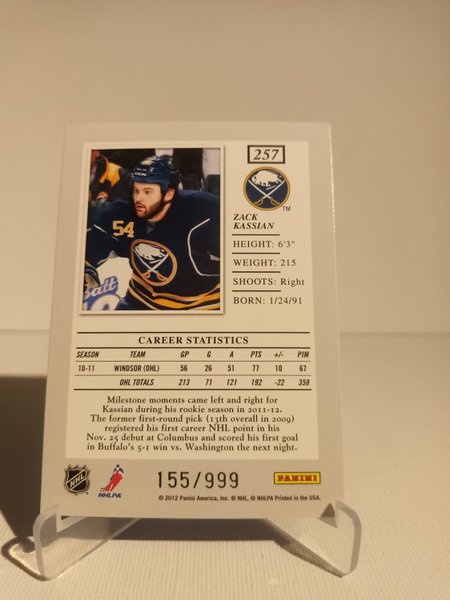 257
54
TM
ZACK
KASSIAN
HEIGHT: 6'3"
WEIGHT: 215
SHOOTS: Right
BORN: 1/24/91
CAREER STATISTICS
SEASON TEAM GP G A PTS +/- PIM
10-11 WINDSOR (OHL) 56 26 51 77 10 67
OHL TOTALS 213 71 121 192 -22 358
Milestone moments came left and right for
Kassian during his rookie season in 2011-12.
The former first-round pick (13th overall in 2009)
registered his first career NHL point in his
Nov. 25 debut at Columbus and scored his first goal
in Buffalo's 5-1 win vs. Washington the next night.
NHL
NHLPA
155/999
PANINI
© 2012 Panini America, Inc. © NHL, © NHLPA Printed in the USA.